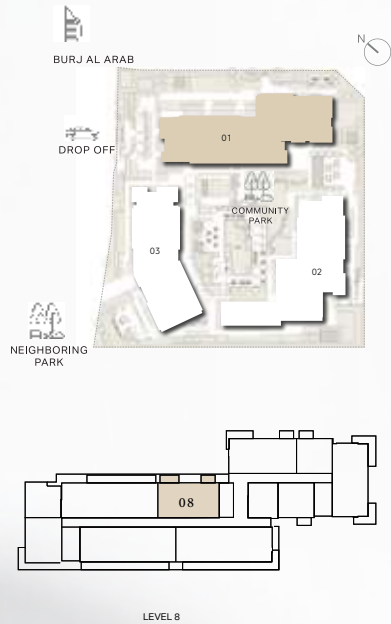 N
BURJ AL ARAB
DROP OFF
01
COMMUNITY
PARK
03
02
NEIGHBORING
PARK
08
LEVEL 8